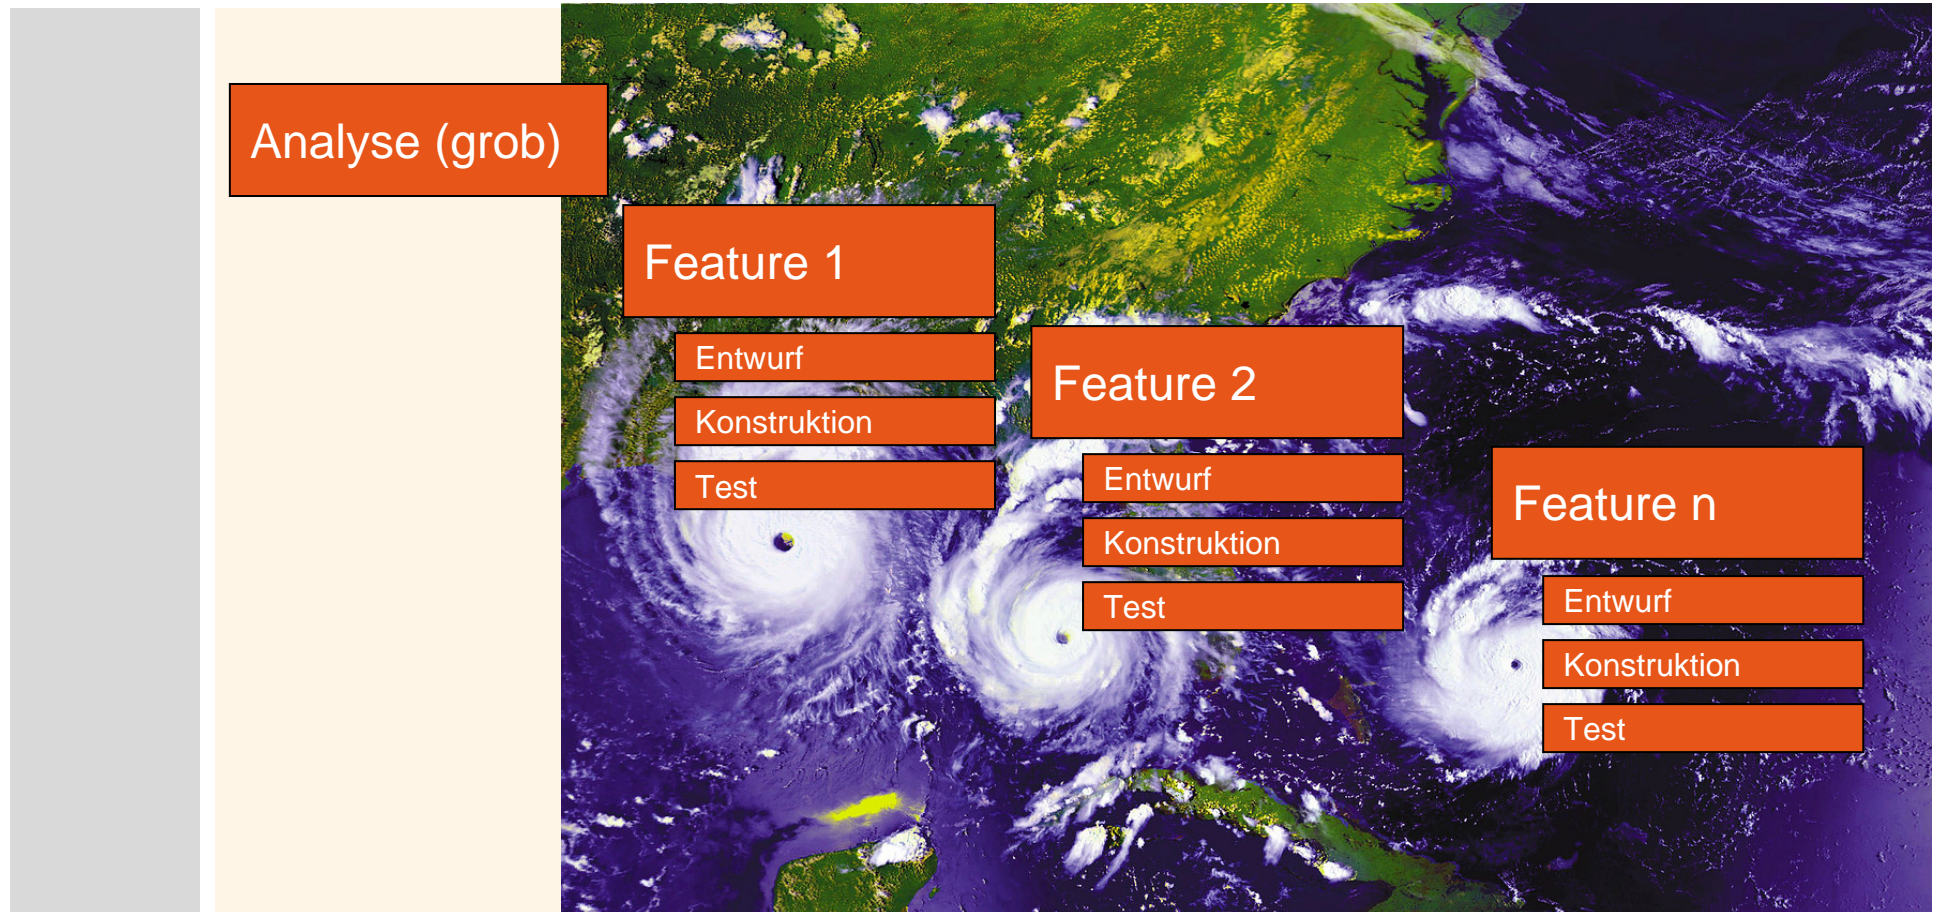 Analyse (grob)
Feature 1
Entwurf
Konstruktion
Test
Feature 2
Entwurf
Konstruktion
Test
Feature n
Entwurf
Konstruktion
Test